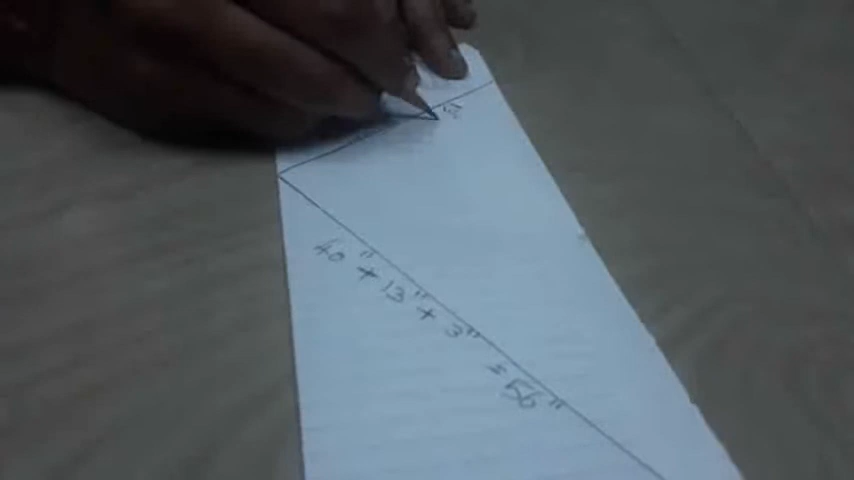 40" + 13" + 3" = 56"